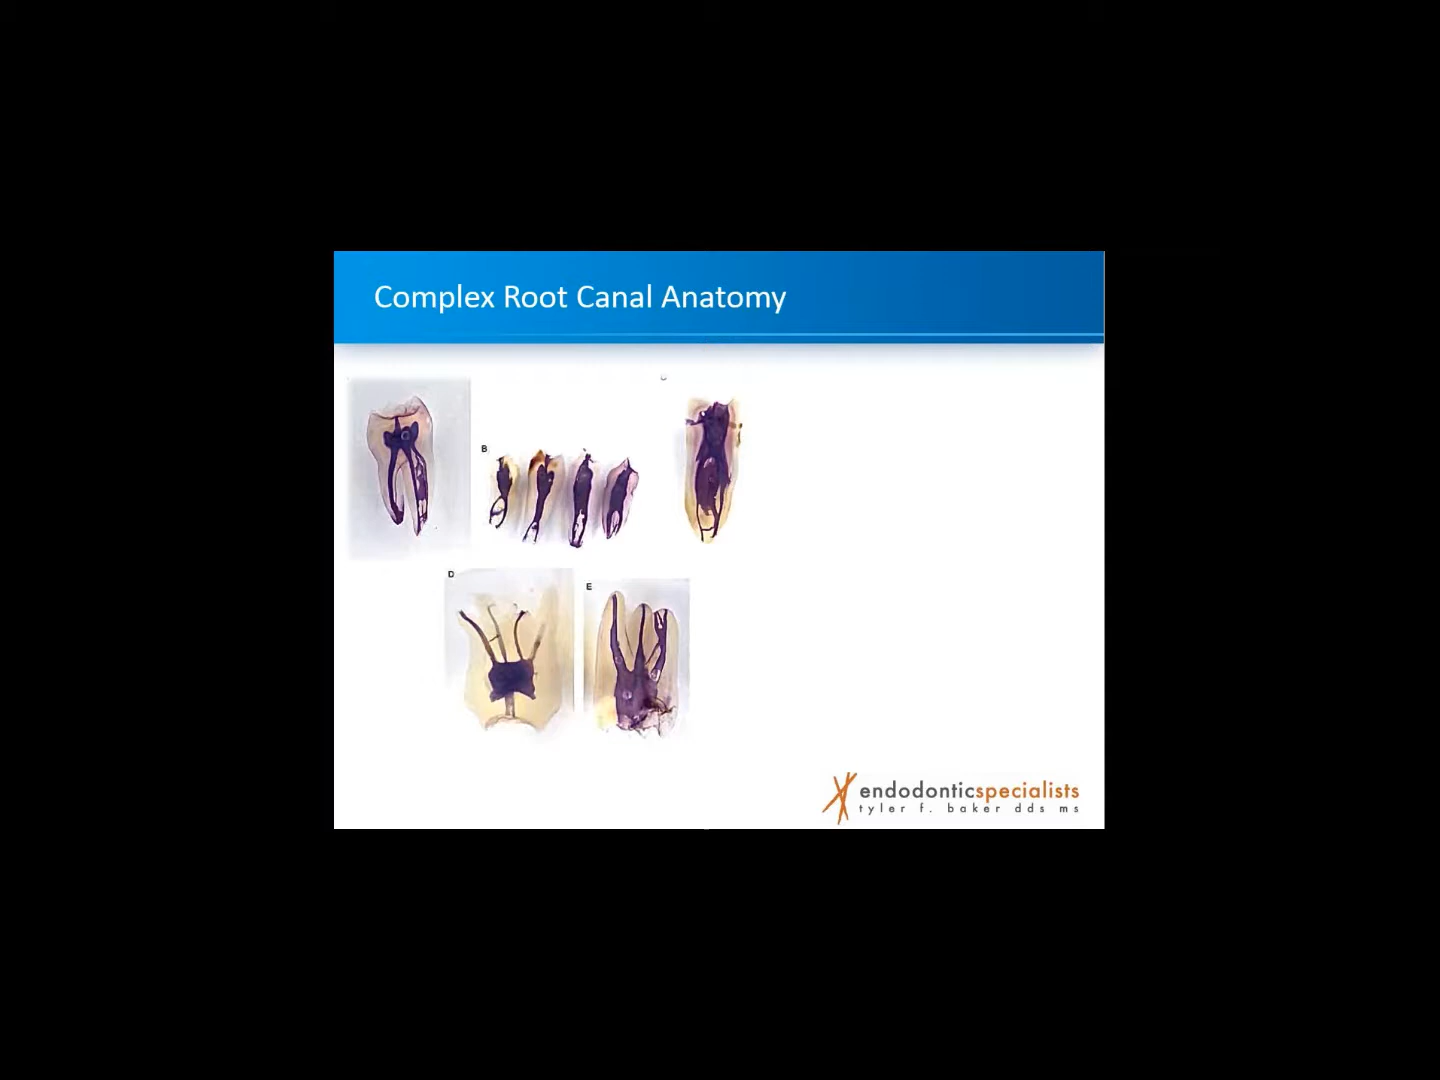 Complex Root Canal Anatomy
B
C
D
E
endodonticspecialists
tyler f. baker dds ms